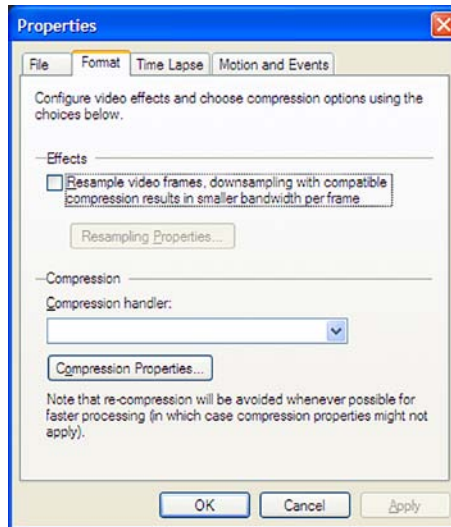 Properties
File Format Time Lapse Motion and Events
Configure video effects and choose compression options using the
choices below.
Effects
Resample video frames, downsampling with compatible
compression results in smaller bandwidth per frame
Resampling Properties...
Compression
Compression handler:
Compression Properties...
Note that re-compression will be avoided whenever possible for
faster processing (in which case compression properties might not
apply).
OK Cancel Apply